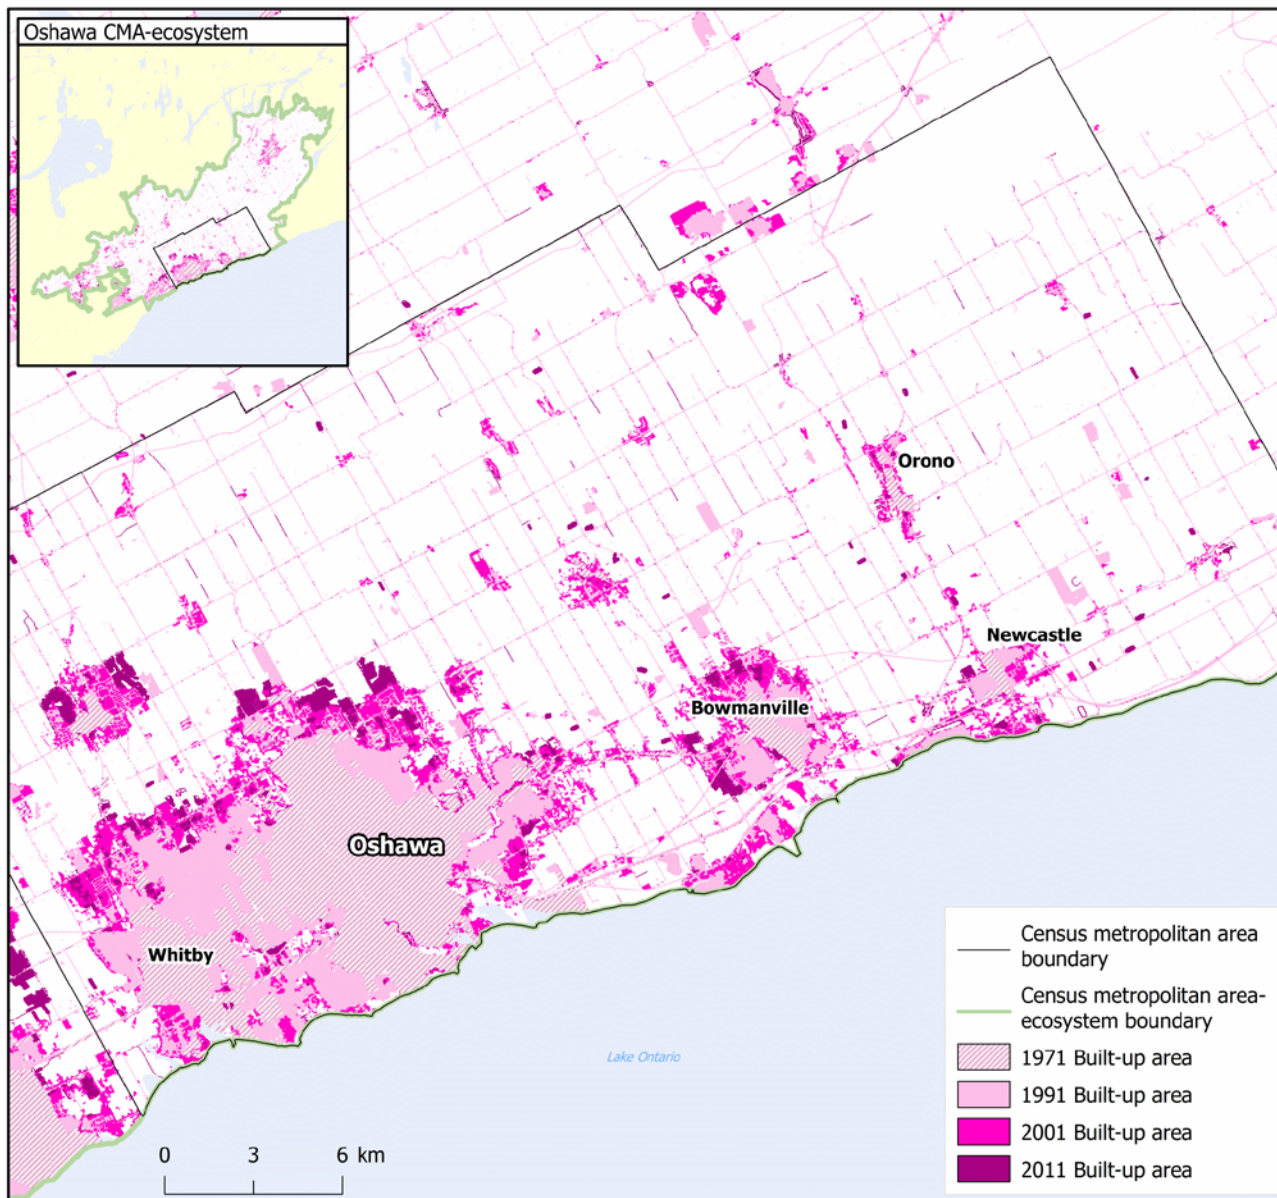 Oshawa CMA-ecosystem
Orono
Newcastle
Bowmanville
Oshawa
Whitby
Lake Ontario
0 3 6 km
Census metropolitan area
boundary
Census metropolitan area-
ecosystem boundary
1971 Built-up area
1991 Built-up area
2001 Built-up area
2011 Built-up area